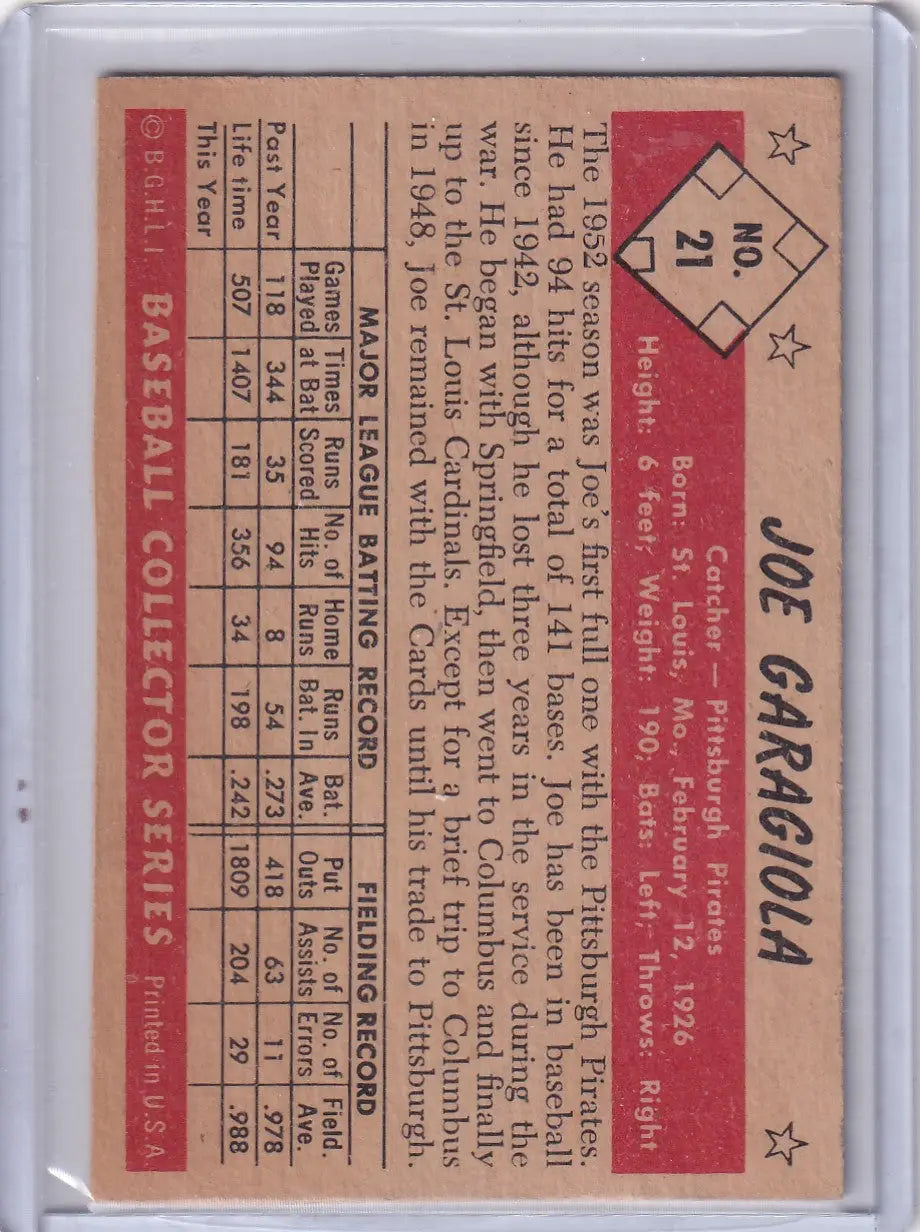 JOE GARAGIOLA
NO.
21
Catcher — Pittsburgh Pirates
Born: St. Louis, Mo., February 12, 1926
Height: 6 feet; Weight: 190; Bats: Left; Throws: Right
The 1952 season was Joe's first full one with the Pittsburgh Pirates.
He had 94 hits for a total of 141 bases. Joe has been in baseball
since 1942, although he lost three years in the service during the
war. He began with Springfield, then went to Columbus and finally
up to the St. Louis Cardinals. Except for a brief trip to Columbus
in 1948, Joe remained with the Cards until his trade to Pittsburgh.
MAJOR LEAGUE BATTING RECORD FIELDING RECORD
Games Times Runs No. of Home Runs Bat. Put No. of No. of Field.
Played at Bat Scored Hits Runs Bat. In Ave. Outs Assists Errors Ave.
Past Year 118 344 35 94 8 54 .273 418 63 11 .978
Life time 507 1407 181 356 34 198 .242 1809 204 29 .988
This Year
© B.G.H.L.I. BASEBALL COLLECTOR SERIES Printed in U.S.A.